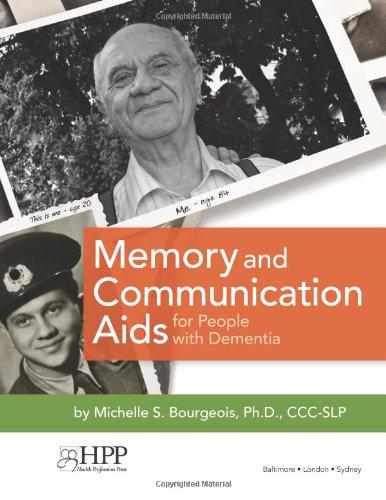 Copyrighted Material
This is me - age 20
Me - age 84
Memory and
Communication
Aids for People
with Dementia
by Michelle S. Bourgeois, Ph.D., CCC-SLP
HPP
Health Professions Press
Baltimore • London • Sydney
Copyrighted Material